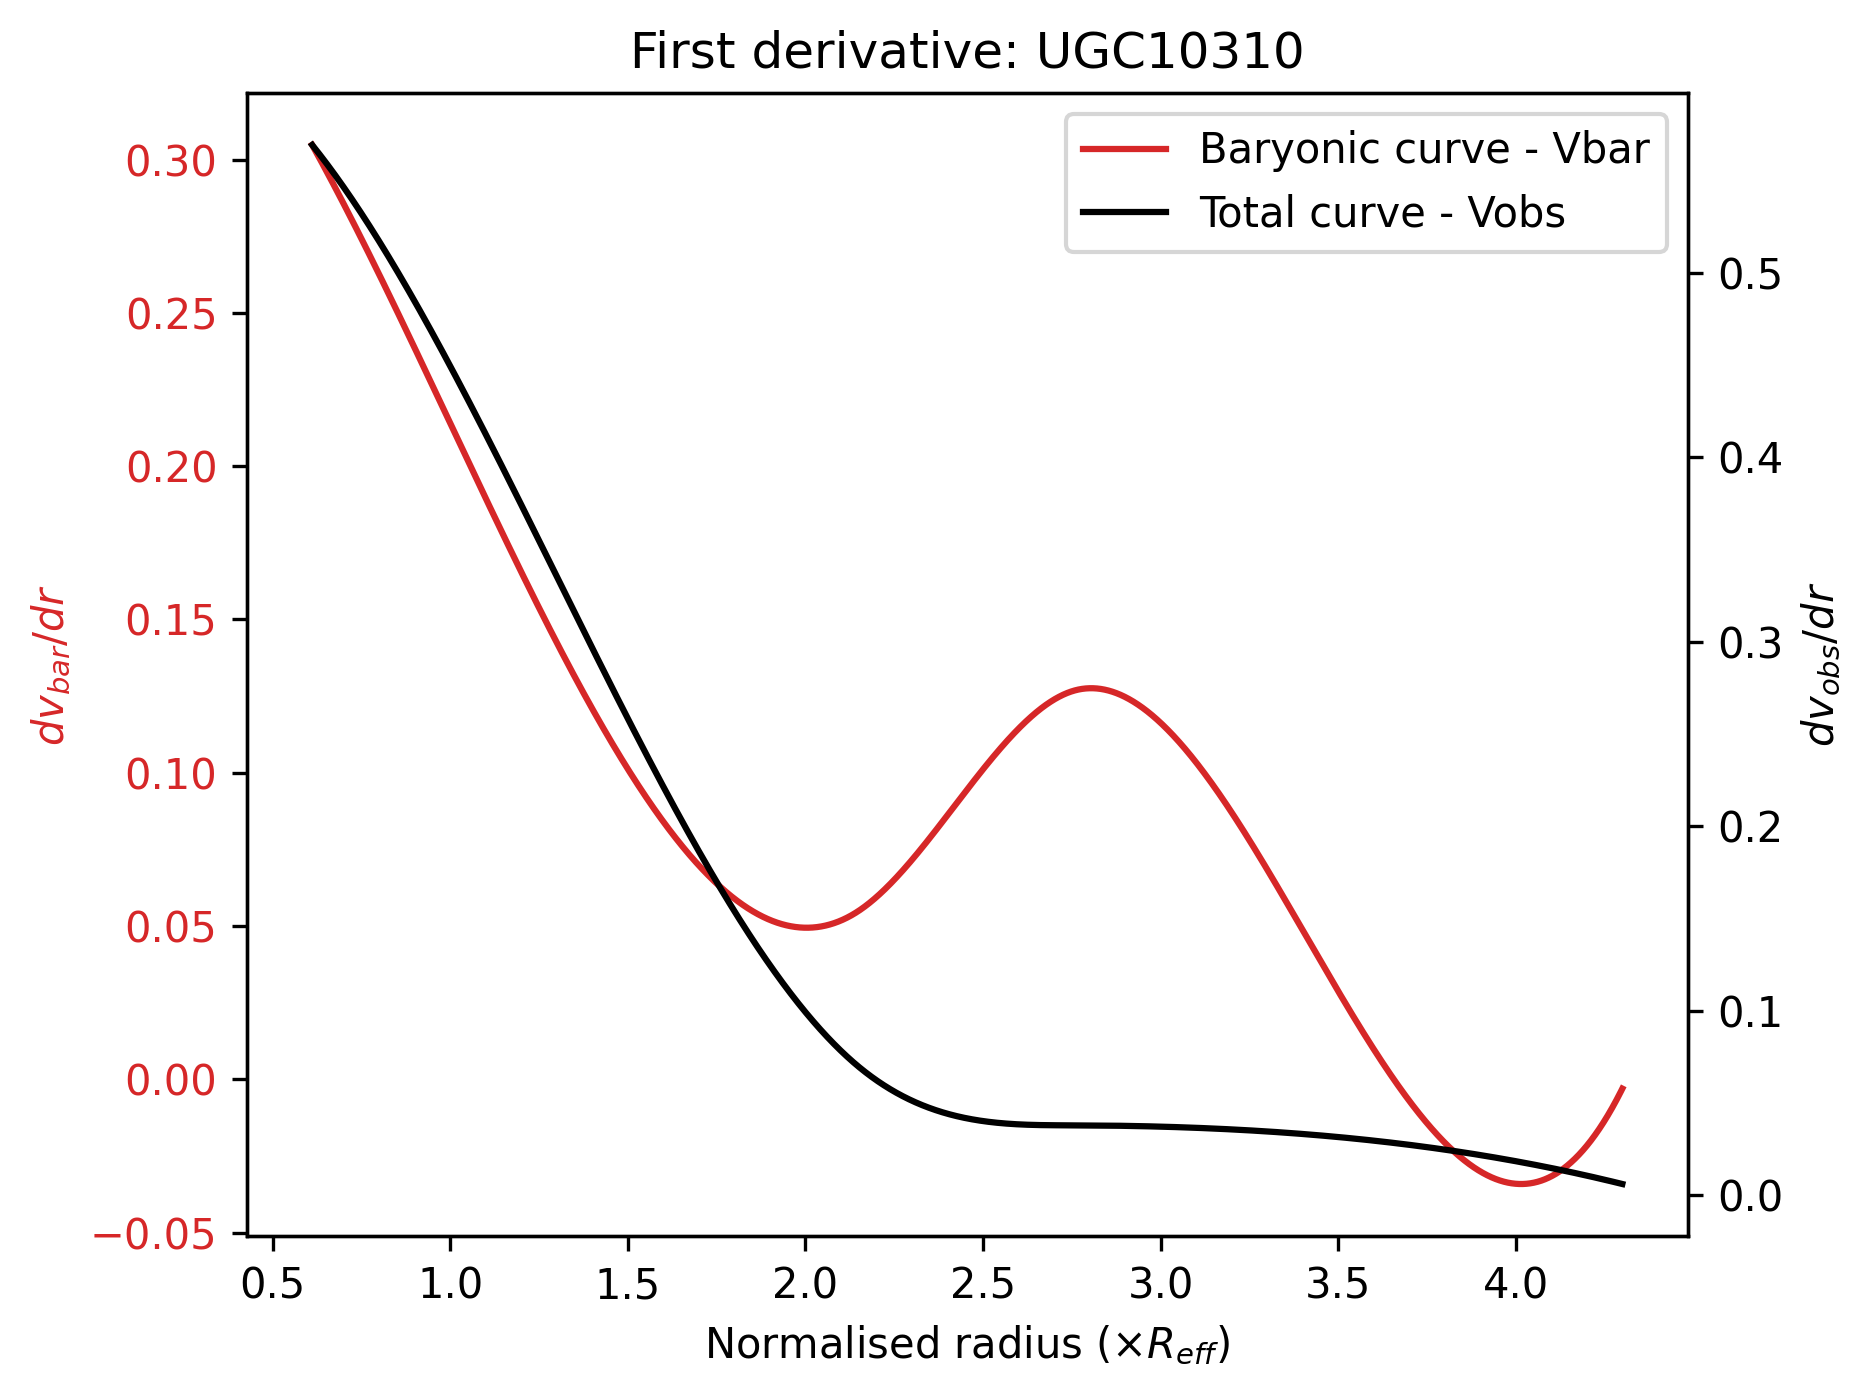 First derivative: UGC10310
Baryonic curve - Vbar
Total curve - Vobs
0.30
0.25
0.20
0.15
0.10
0.05
0.00
−0.05
dv_bar/dr
0.5
0.4
0.3
0.2
0.1
0.0
dv_obs/dr
0.5 1.0 1.5 2.0 2.5 3.0 3.5 4.0
Normalised radius (×R_eff)